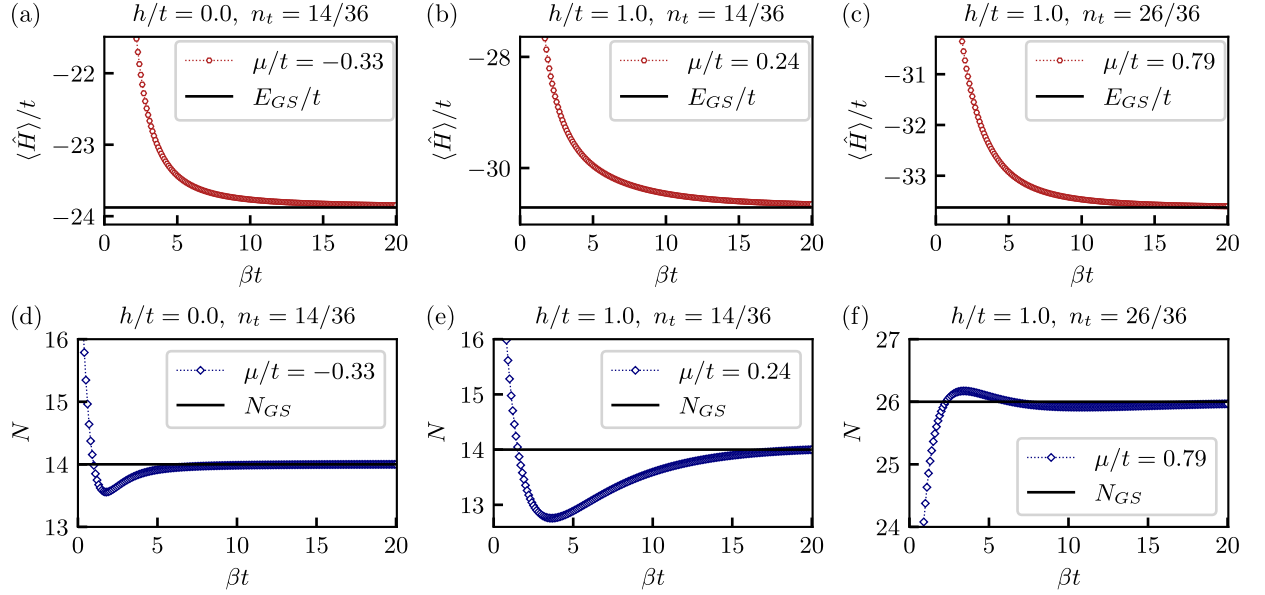 (a) h/t = 0.0, n_t = 14/36
⟨Ĥ⟩/t
−22
−23
−24
μ/t = −0.33
E_GS/t
0 5 10 15 20
βt
(b) h/t = 1.0, n_t = 14/36
⟨Ĥ⟩/t
−28
−30
μ/t = 0.24
E_GS/t
0 5 10 15 20
βt
(c) h/t = 1.0, n_t = 26/36
⟨Ĥ⟩/t
−31
−32
−33
μ/t = 0.79
E_GS/t
0 5 10 15 20
βt
(d) h/t = 0.0, n_t = 14/36
N
16
15
14
13
μ/t = −0.33
N_GS
0 5 10 15 20
βt
(e) h/t = 1.0, n_t = 14/36
N
16
15
14
13
μ/t = 0.24
N_GS
0 5 10 15 20
βt
(f) h/t = 1.0, n_t = 26/36
N
27
26
25
24
μ/t = 0.79
N_GS
0 5 10 15 20
βt